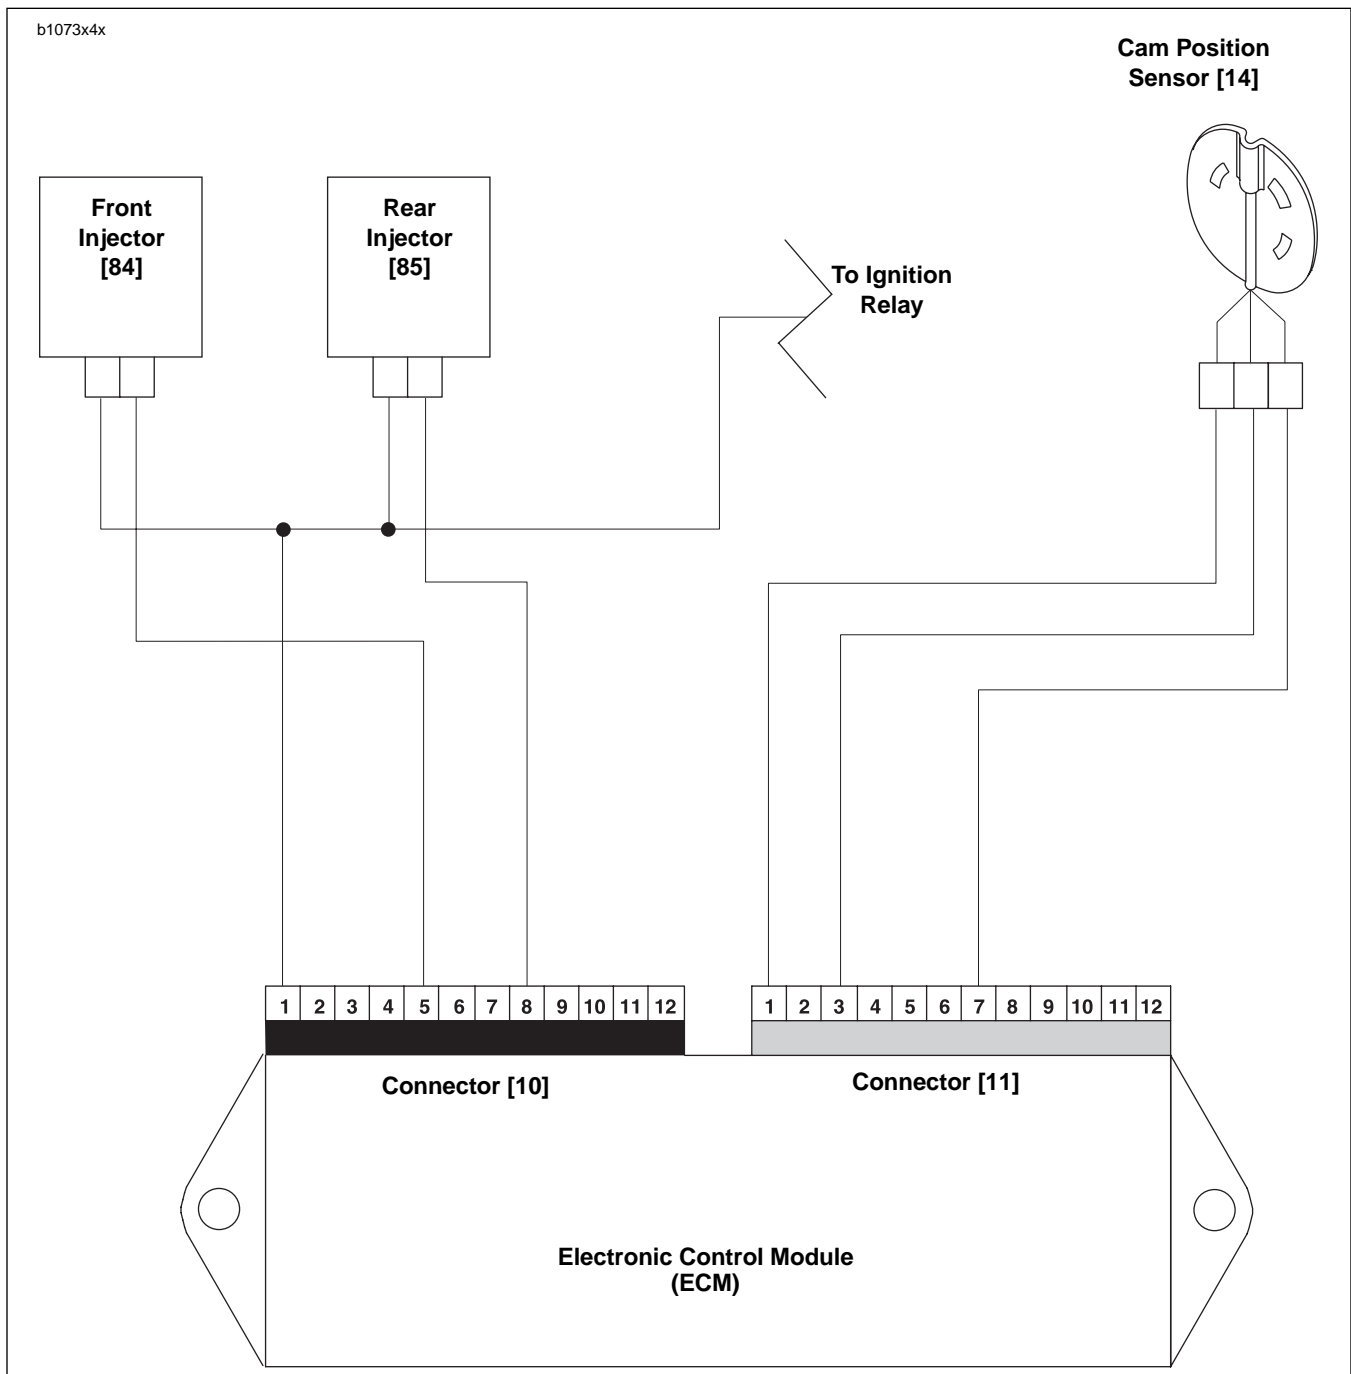 b1073x4x
Cam Position
Sensor [14]
Front
Injector
[84]
Rear
Injector
[85]
To Ignition
Relay
1 2 3 4 5 6 7 8 9 10 11 12
1 2 3 4 5 6 7 8 9 10 11 12
Connector [10]
Connector [11]
Electronic Control Module
(ECM)